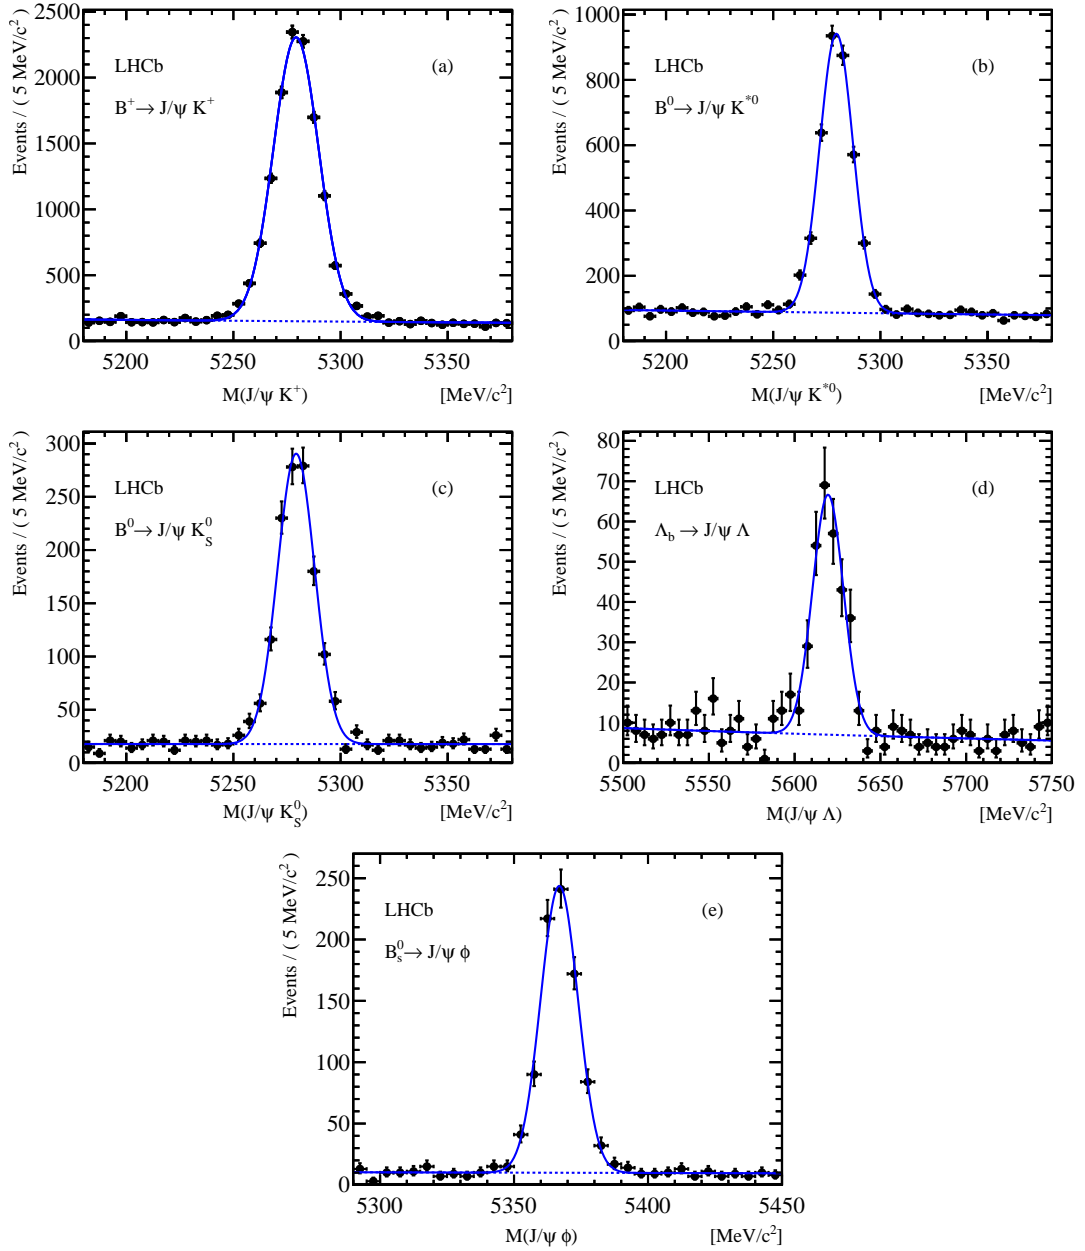 Events / ( 5 MeV/c²)
2500
2000
1500
1000
500
0
LHCb
(a)
B⁺→ J/ψ K⁺
5200
5250
5300
5350
M(J/ψ K⁺)
[MeV/c²]
Events / ( 5 MeV/c²)
1000
800
600
400
200
0
LHCb
(b)
B⁰→ J/ψ K*⁰
5200
5250
5300
5350
M(J/ψ K*⁰)
[MeV/c²]
Events / ( 5 MeV/c²)
300
250
200
150
100
50
0
LHCb
(c)
B⁰→ J/ψ K_S⁰
5200
5250
5300
5350
M(J/ψ K_S⁰)
[MeV/c²]
Events / ( 5 MeV/c²)
80
70
60
50
40
30
20
10
0
LHCb
(d)
Λ_b → J/ψ Λ
5500
5550
5600
5650
5700
5750
M(J/ψ Λ)
[MeV/c²]
Events / ( 5 MeV/c²)
250
200
150
100
50
0
LHCb
(e)
B_s⁰→ J/ψ ϕ
5300
5350
5400
5450
M(J/ψ ϕ)
[MeV/c²]